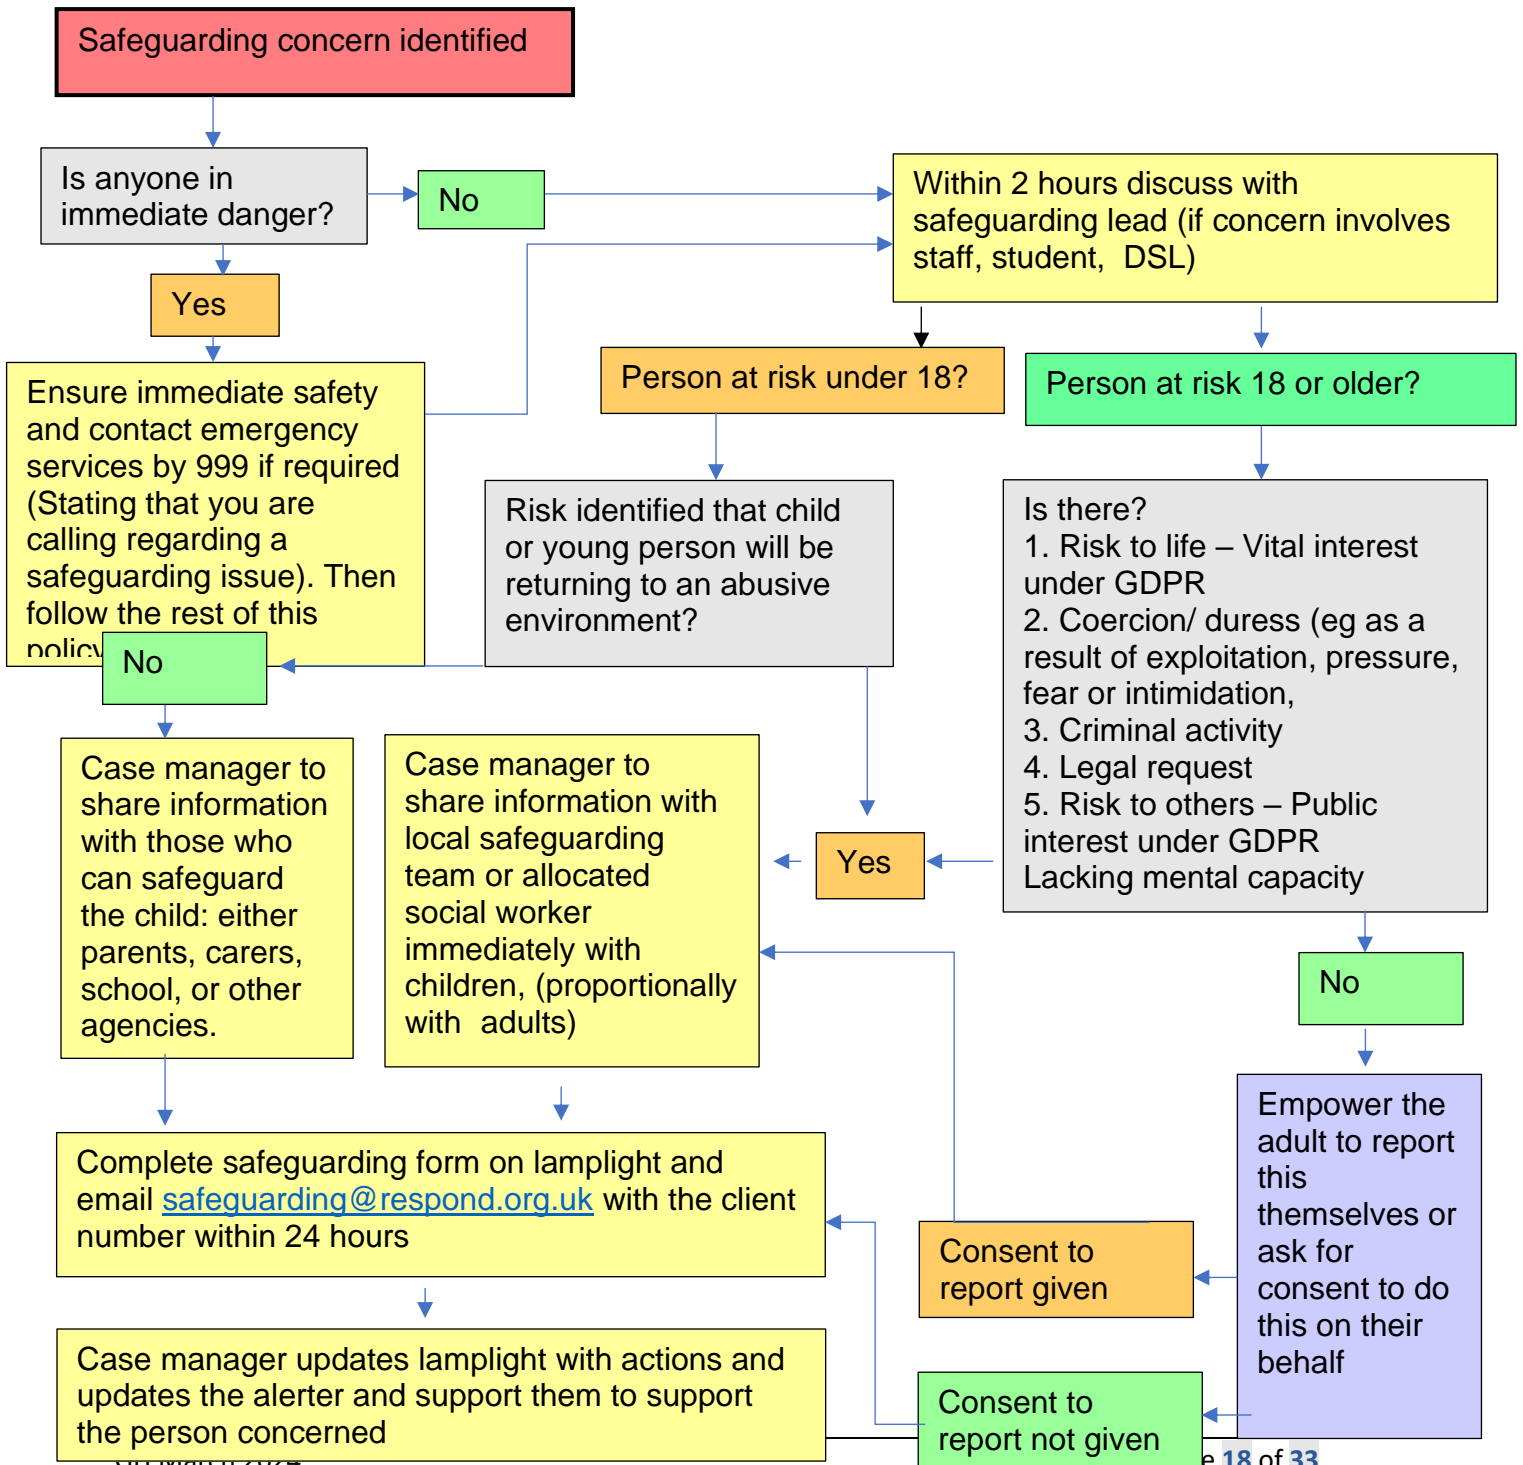 Safeguarding concern identified
Is anyone in
immediate danger?
No
Within 2 hours discuss with
safeguarding lead (if concern involves
staff, student,  DSL)
Yes
Person at risk under 18?
Person at risk 18 or older?
Ensure immediate safety
and contact emergency
services by 999 if required
(Stating that you are
calling regarding a
safeguarding issue). Then
follow the rest of this
policy
Risk identified that child
or young person will be
returning to an abusive
environment?
Is there?
1. Risk to life – Vital interest
under GDPR
2. Coercion/ duress (eg as a
result of exploitation, pressure,
fear or intimidation,
3. Criminal activity
4. Legal request
5. Risk to others – Public
interest under GDPR
Lacking mental capacity
No
Case manager to
share information
with those who
can safeguard
the child: either
parents, carers,
school, or other
agencies.
Case manager to
share information with
local safeguarding
team or allocated
social worker
immediately with
children, (proportionally
with  adults)
Yes
No
Empower the
adult to report
this
themselves or
ask for
consent to do
this on their
behalf
Complete safeguarding form on lamplight and
email safeguarding@respond.org.uk with the client
number within 24 hours
Consent to
report given
Case manager updates lamplight with actions and
updates the alerter and support them to support
the person concerned
Consent to
report not given
March 2024
18 of 33